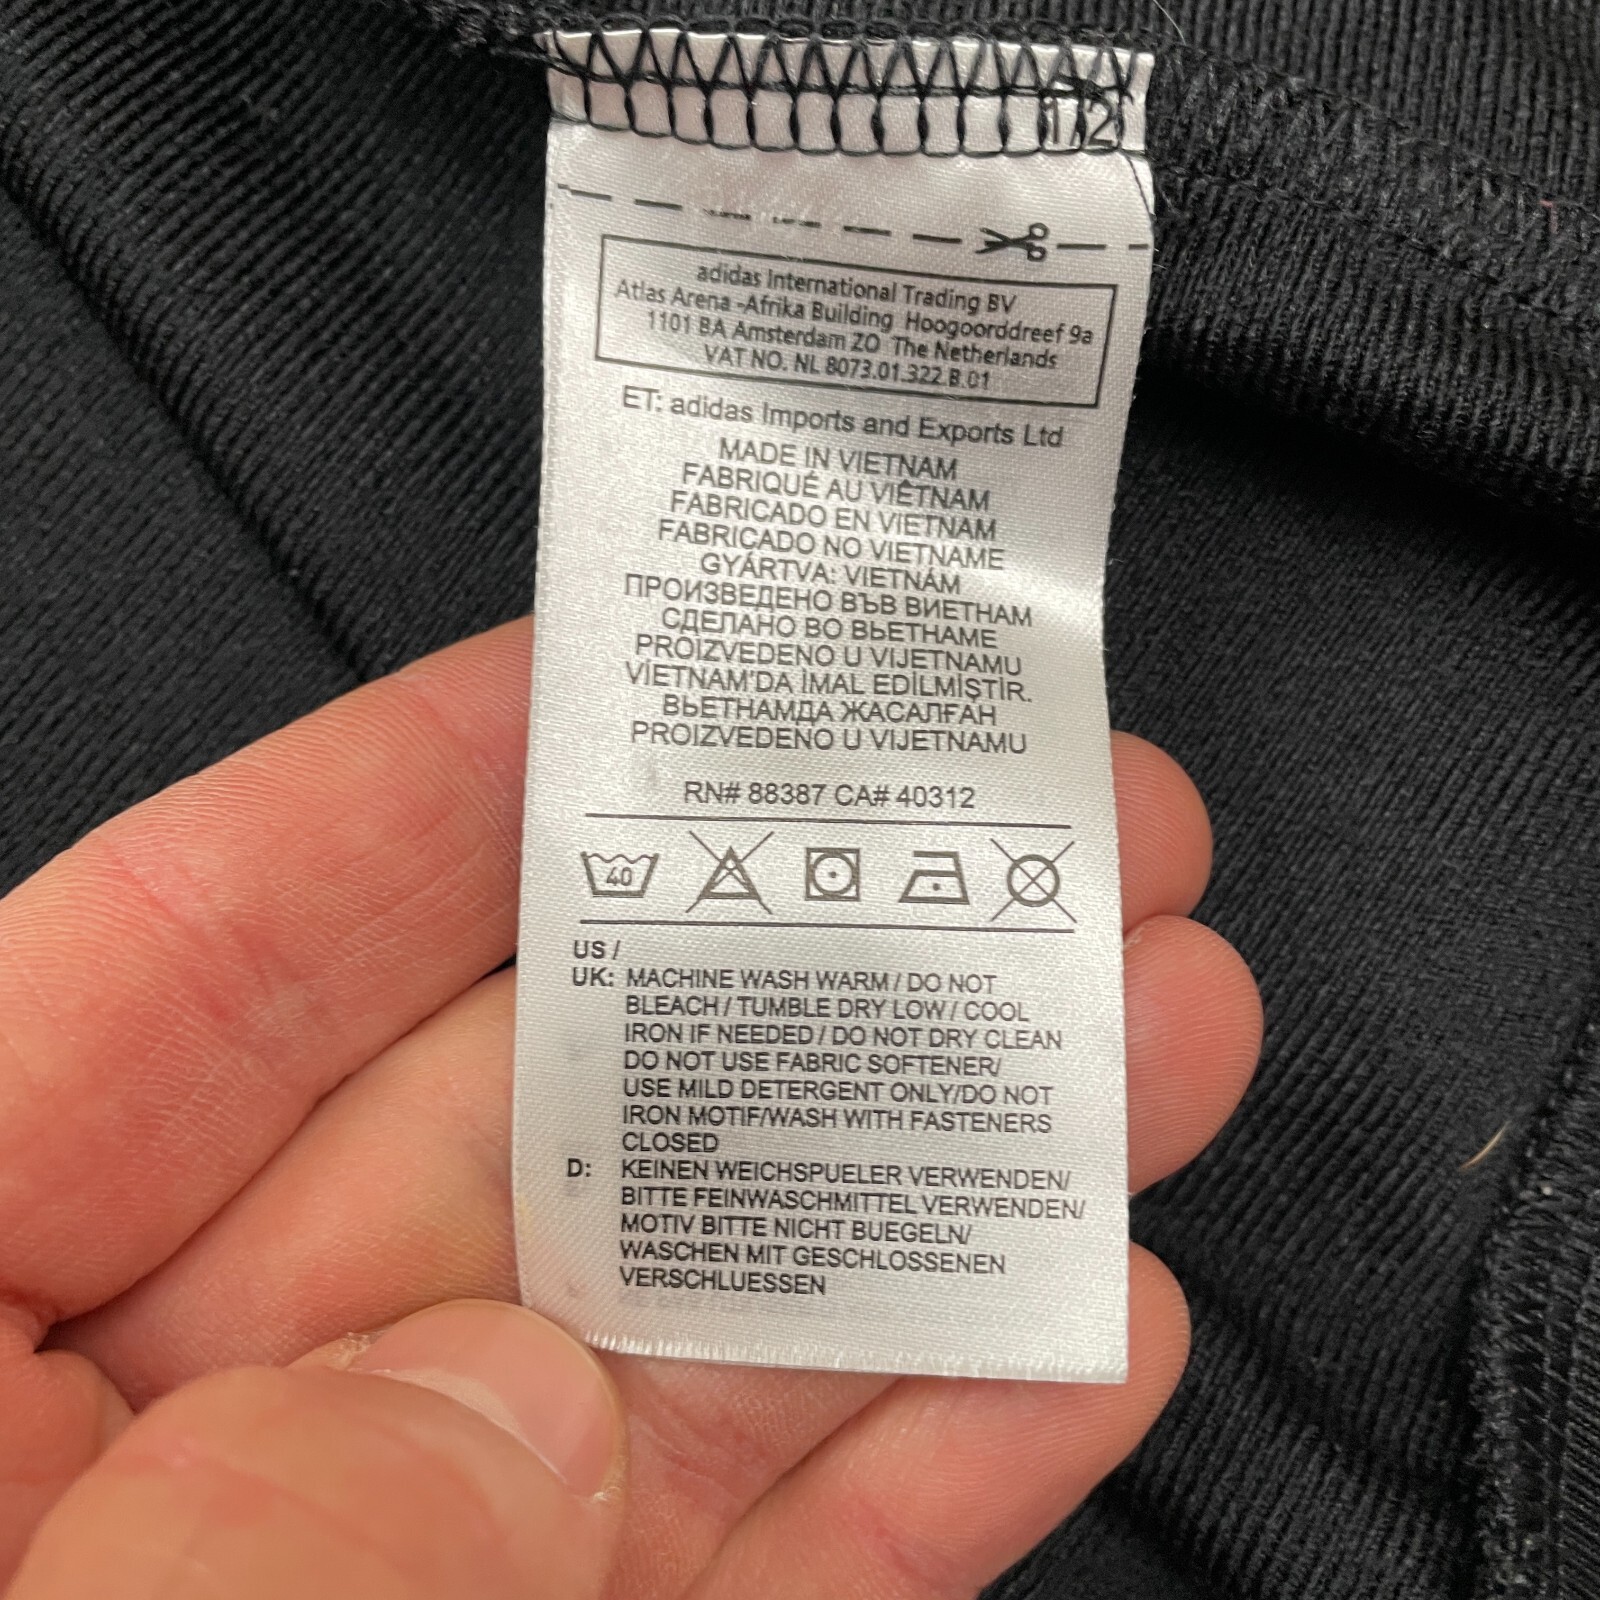 1/2
adidas International Trading BV
Atlas Arena -Afrika Building Hoogoorddreef 9a
1101 BA Amsterdam ZO The Netherlands
VAT NO. NL 8073.01.322.B.01
ET: adidas Imports and Exports Ltd
MADE IN VIETNAM
FABRIQUÉ AU VIÊTNAM
FABRICADO EN VIETNAM
FABRICADO NO VIETNAME
GYÁRTVA: VIETNÁM
ПРОИЗВЕДЕНО ВЪВ ВИЕТНАМ
СДЕЛАНО ВО ВЬЕТНАМЕ
PROIZVEDENO U VIJETNAMU
VİETNAM'DA İMAL EDİLMİŞTİR.
ВЬЕТНАМДА ЖАСАЛҒАН
PROIZVEDENO U VIJETNAMU
RN# 88387 CA# 40312
40
US /
UK: MACHINE WASH WARM / DO NOT
BLEACH / TUMBLE DRY LOW / COOL
IRON IF NEEDED / DO NOT DRY CLEAN
DO NOT USE FABRIC SOFTENER/
USE MILD DETERGENT ONLY/DO NOT
IRON MOTIF/WASH WITH FASTENERS
CLOSED
D: KEINEN WEICHSPUELER VERWENDEN/
BITTE FEINWASCHMITTEL VERWENDEN/
MOTIV BITTE NICHT BUEGELN/
WASCHEN MIT GESCHLOSSENEN
VERSCHLUESSEN